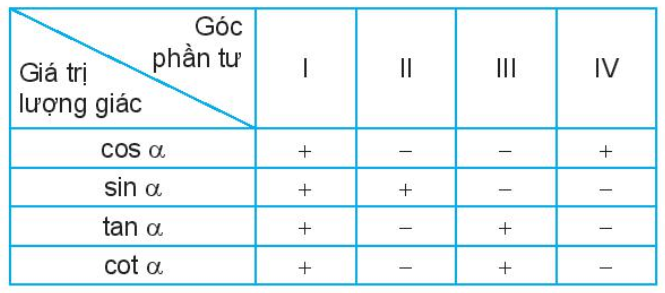 Góc
phần tư
Giá trị
lượng giác
I II III IV
cos α + – – +
sin α + + – –
tan α + – + –
cot α + – + –